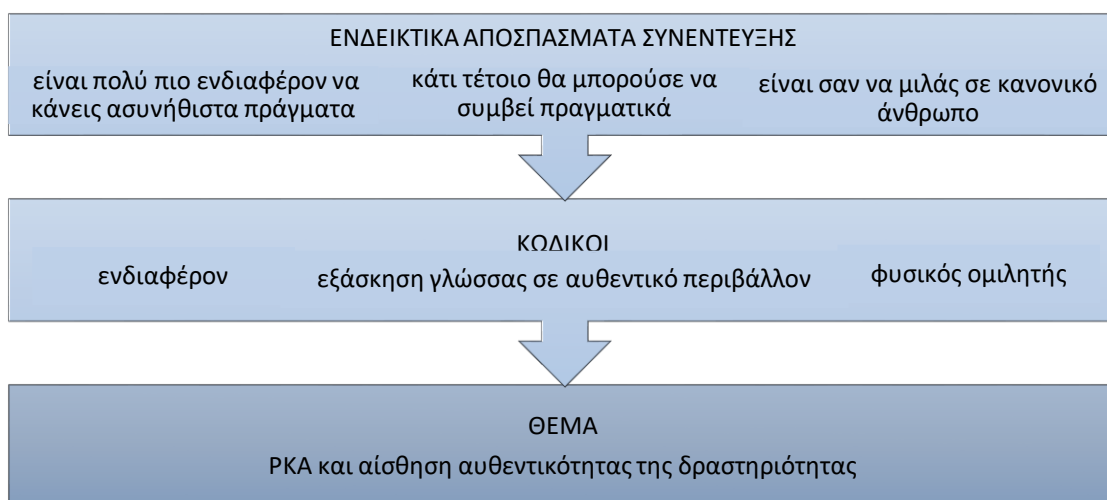 ΕΝΔΕΙΚΤΙΚΑ ΑΠΟΣΠΑΣΜΑΤΑ ΣΥΝΕΝΤΕΥΞΗΣ
είναι πολύ πιο ενδιαφέρον να
κάνεις ασυνήθιστα πράγματα
κάτι τέτοιο θα μπορούσε να
συμβεί πραγματικά
είναι σαν να μιλάς σε κανονικό
άνθρωπο
ΚΩΔΙΚΟΙ
ενδιαφέρον
εξάσκηση γλώσσας σε αυθεντικό περιβάλλον
φυσικός ομιλητής
ΘΕΜΑ
ΡΚΑ και αίσθηση αυθεντικότητας της δραστηριότητας